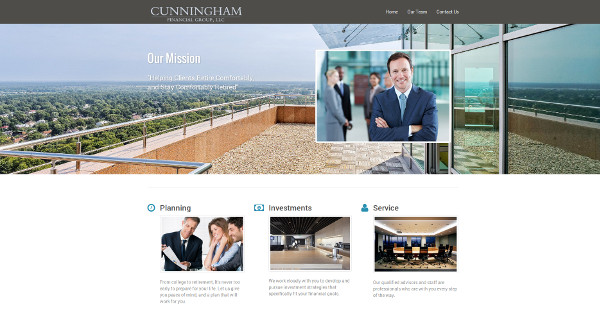 CUNNINGHAM
FINANCIAL GROUP, LLC
Home Our Team Contact Us
Our Mission
"Helping Clients Retire Comfortably
and Stay Comfortably Retired"
Planning
From college to retirement, it's never too
early to prepare for your life. Let us give
you peace of mind and a plan that will
work for you.
Investments
We work closely with you to develop and
pursue investment strategies that
specifically fit your financial goals.
Service
Our qualified advisors and staff are
professionals who are with you every step
of the way.